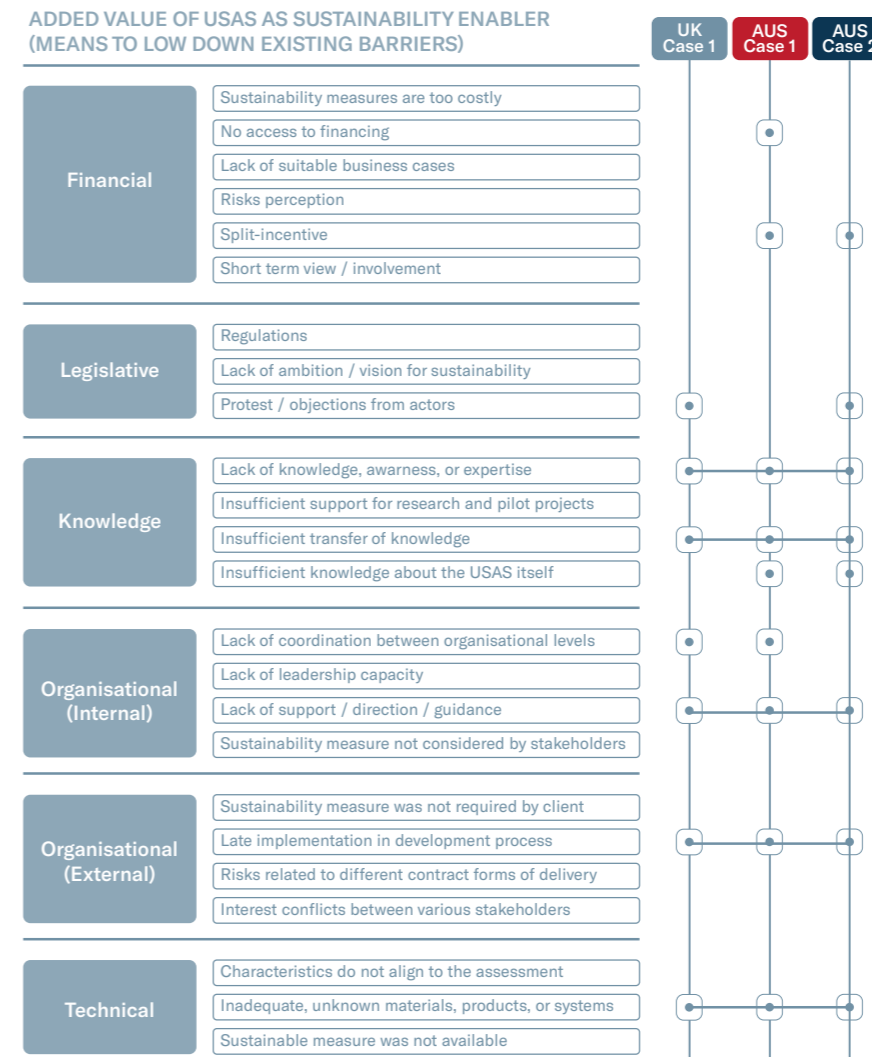 ADDED VALUE OF USAS AS SUSTAINABILITY ENABLER
(MEANS TO LOW DOWN EXISTING BARRIERS)
UK
Case 1
AUS
Case 1
AUS
Case 2
Financial
Sustainability measures are too costly
No access to financing
Lack of suitable business cases
Risks perception
Split-incentive
Short term view / involvement
Legislative
Regulations
Lack of ambition / vision for sustainability
Protest / objections from actors
Knowledge
Lack of knowledge, awarness, or expertise
Insufficient support for research and pilot projects
Insufficient transfer of knowledge
Insufficient knowledge about the USAS itself
Organisational
(Internal)
Lack of coordination between organisational levels
Lack of leadership capacity
Lack of support / direction / guidance
Sustainability measure not considered by stakeholders
Organisational
(External)
Sustainability measure was not required by client
Late implementation in development process
Risks related to different contract forms of delivery
Interest conflicts between various stakeholders
Technical
Characteristics do not align to the assessment
Inadequate, unknown materials, products, or systems
Sustainable measure was not available